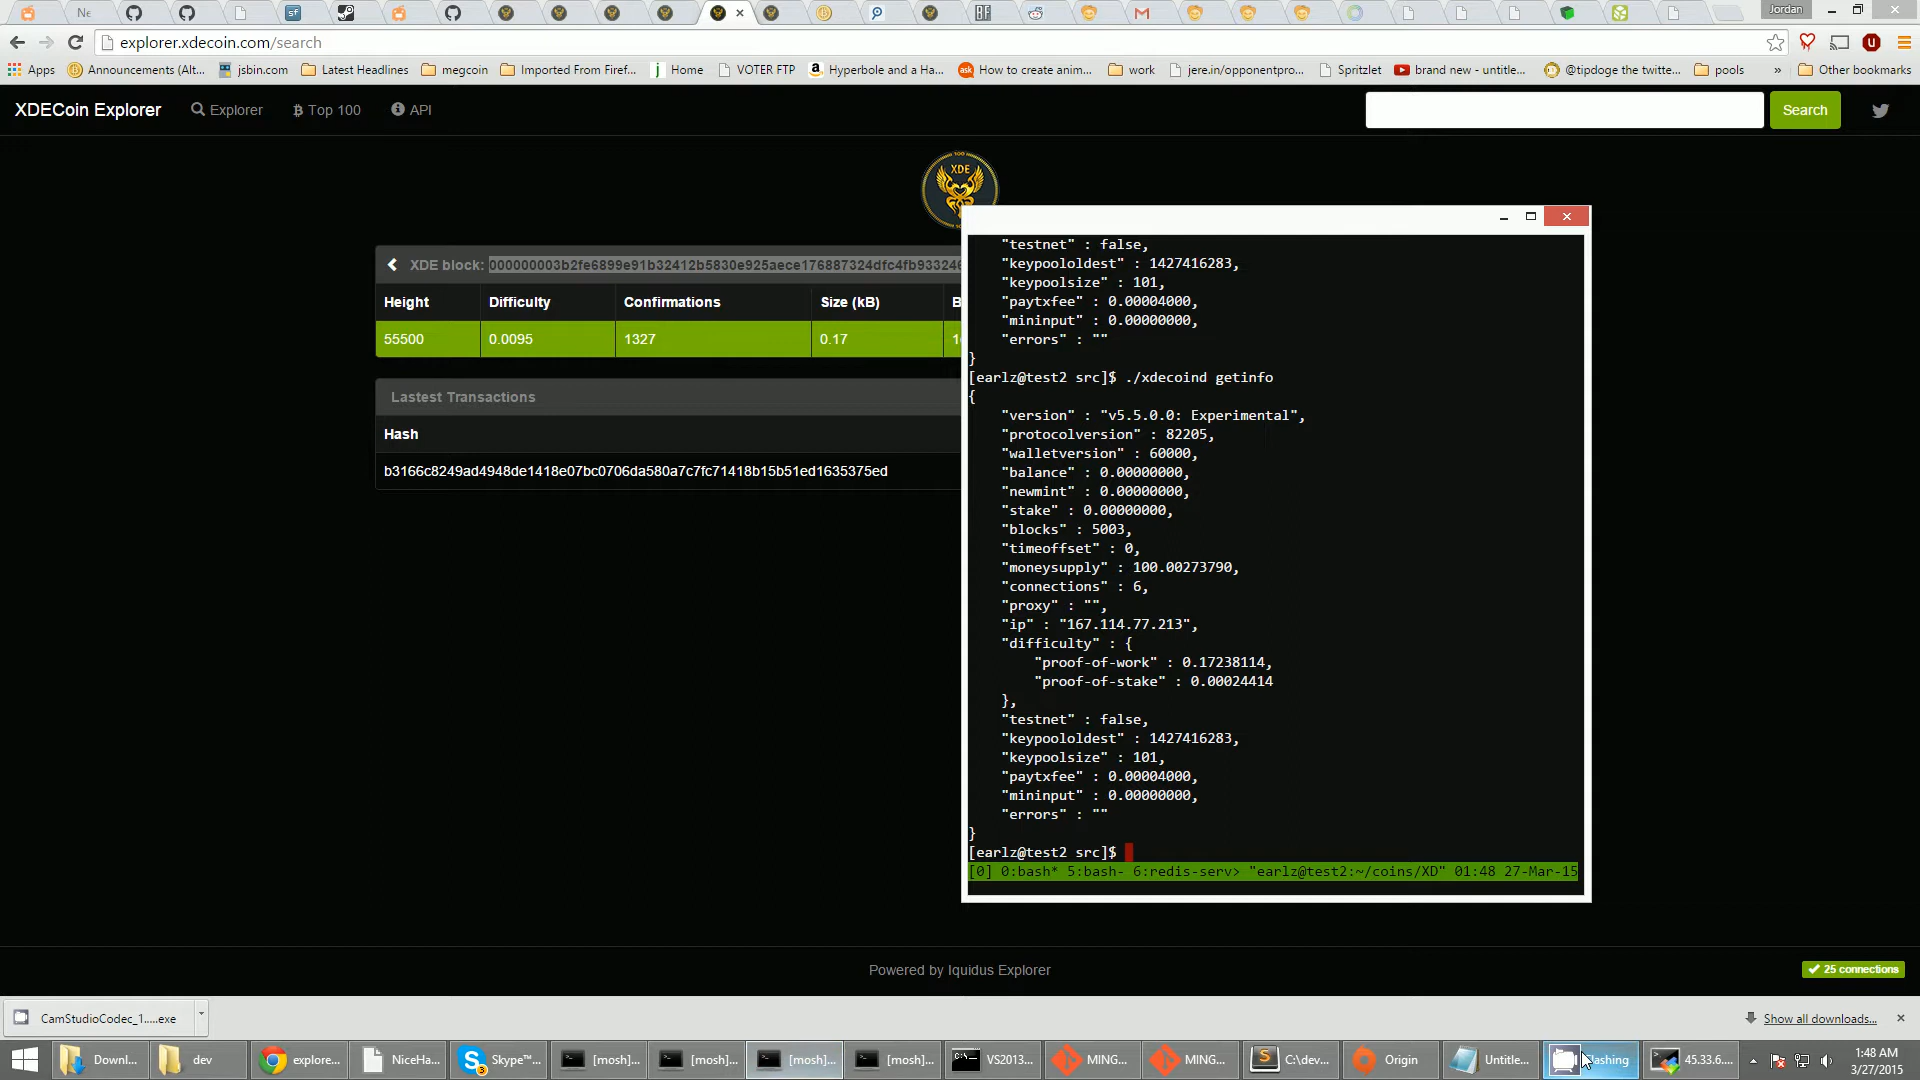 Ne
sf
BF
Jordan
explorer.xdecoin.com/search
Apps
Announcements (Alt...
jsbin.com
Latest Headlines
megcoin
Imported From Firef...
Home
VOTER FTP
Hyperbole and a Ha...
How to create anim...
work
jere.in/opponentpro...
Spritzlet
brand new - untitle...
@tipdoge the twitte...
pools
»
Other bookmarks
XDECoin Explorer
Explorer
Top 100
API
Search
XDE
XDE block: 000000003b2fe6899e91b32412b5830e925aece176887324dfc4fb933246
Height Difficulty Confirmations Size (kB) B
55500 0.0095 1327 0.17
Lastest Transactions
Hash
b3166c8249ad4948de1418e07bc0706da580a7c7fc71418b15b51ed1635375ed
"testnet" : false,
"keypoololdest" : 1427416283,
"keypoolsize" : 101,
"paytxfee" : 0.00004000,
"mininput" : 0.00000000,
"errors" : ""
}
[earlz@test2 src]$ ./xdecoind getinfo
{
"version" : "v5.5.0.0: Experimental",
"protocolversion" : 82205,
"walletversion" : 60000,
"balance" : 0.00000000,
"newmint" : 0.00000000,
"stake" : 0.00000000,
"blocks" : 5003,
"timeoffset" : 0,
"moneysupply" : 100.00273790,
"connections" : 6,
"proxy" : "",
"ip" : "167.114.77.213",
"difficulty" : {
"proof-of-work" : 0.17238114,
"proof-of-stake" : 0.00024414
},
"testnet" : false,
"keypoololdest" : 1427416283,
"keypoolsize" : 101,
"paytxfee" : 0.00004000,
"mininput" : 0.00000000,
"errors" : ""
}
[earlz@test2 src]$
[0] 0:bash* 5:bash- 6:redis-serv> "earlz@test2:~/coins/XD" 01:48 27-Mar-15
Powered by Iquidus Explorer
25 connections
CamStudioCodec_1.....exe
Show all downloads...
Downl...
dev
explore...
NiceHa...
Skype™...
[mosh]...
[mosh]...
[mosh]...
[mosh]...
VS2013...
MING...
MING...
C:\dev...
Origin
Untitle...
lashing
45.33.6....
1:48 AM
3/27/2015